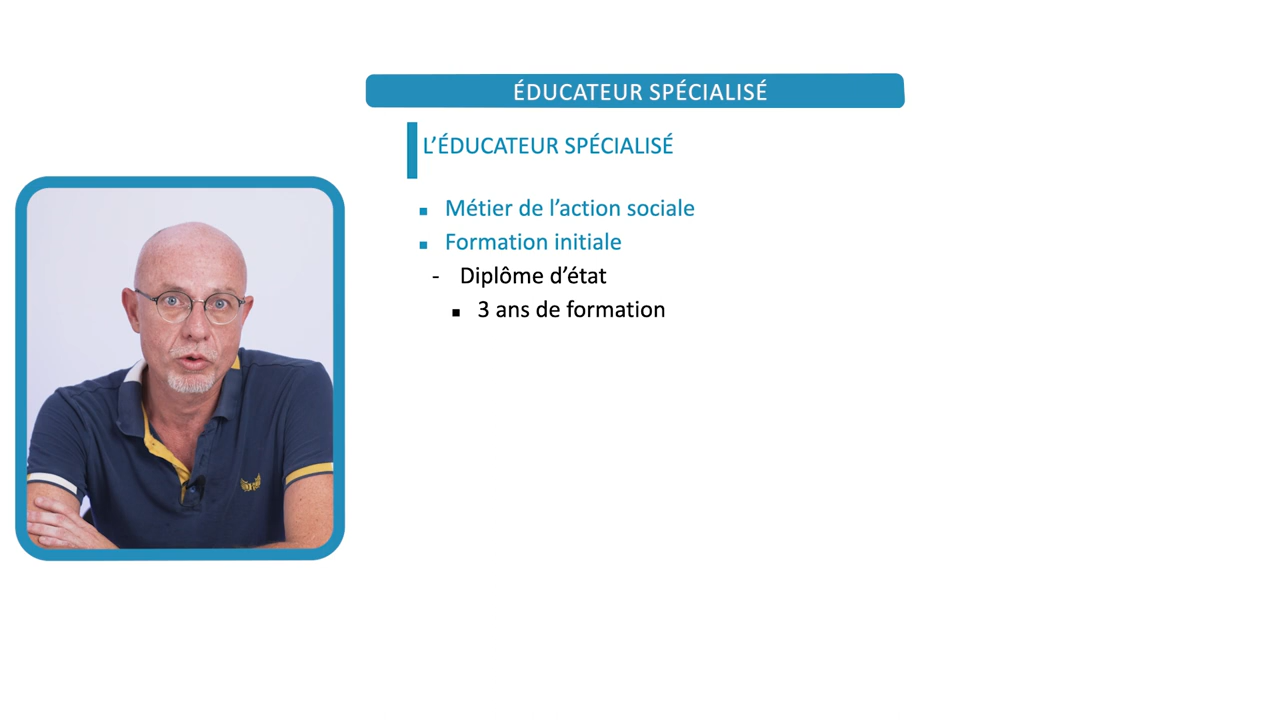 ÉDUCATEUR SPÉCIALISÉ
L’ÉDUCATEUR SPÉCIALISÉ
▪ Métier de l’action sociale
▪ Formation initiale
- Diplôme d’état
▪ 3 ans de formation